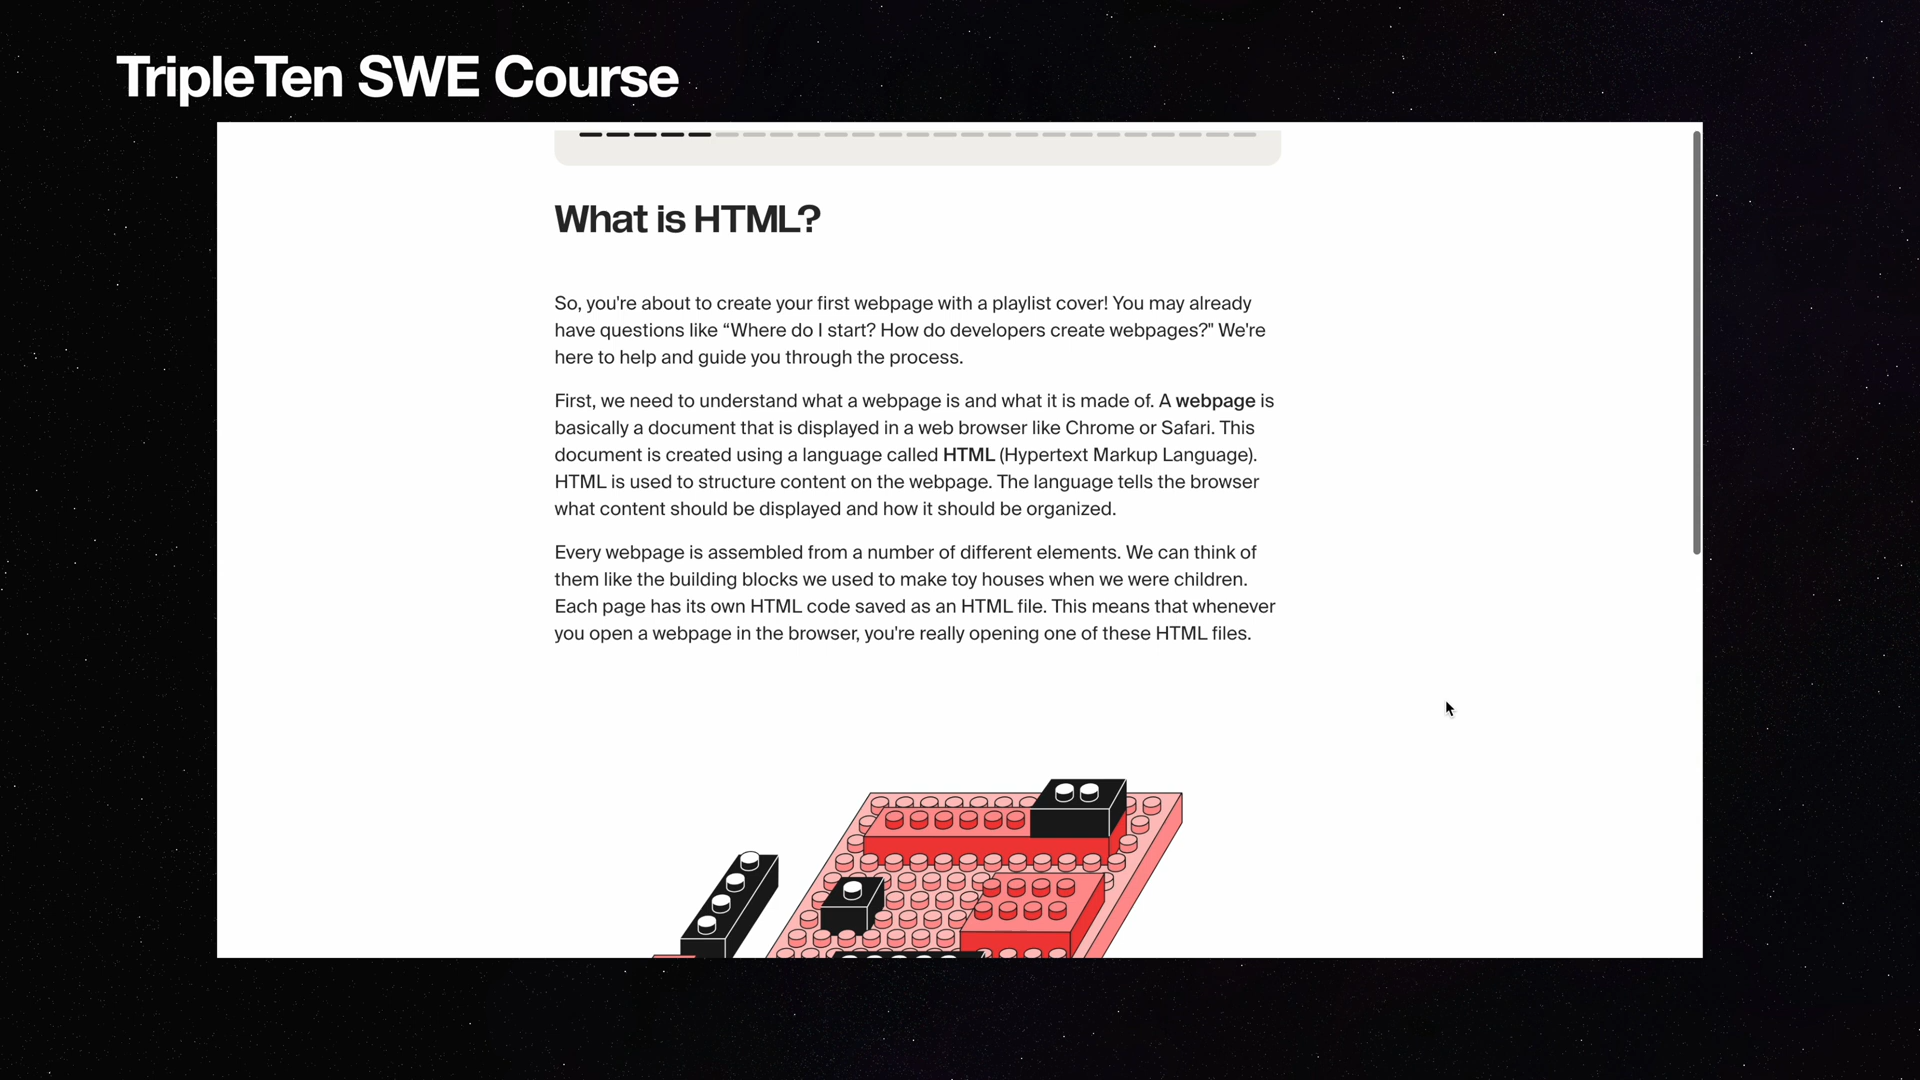 TripleTen SWE Course
What is HTML?
So, you're about to create your first webpage with a playlist cover! You may already
have questions like “Where do I start? How do developers create webpages?" We're
here to help and guide you through the process.
First, we need to understand what a webpage is and what it is made of. A webpage is
basically a document that is displayed in a web browser like Chrome or Safari. This
document is created using a language called HTML (Hypertext Markup Language).
HTML is used to structure content on the webpage. The language tells the browser
what content should be displayed and how it should be organized.
Every webpage is assembled from a number of different elements. We can think of
them like the building blocks we used to make toy houses when we were children.
Each page has its own HTML code saved as an HTML file. This means that whenever
you open a webpage in the browser, you're really opening one of these HTML files.